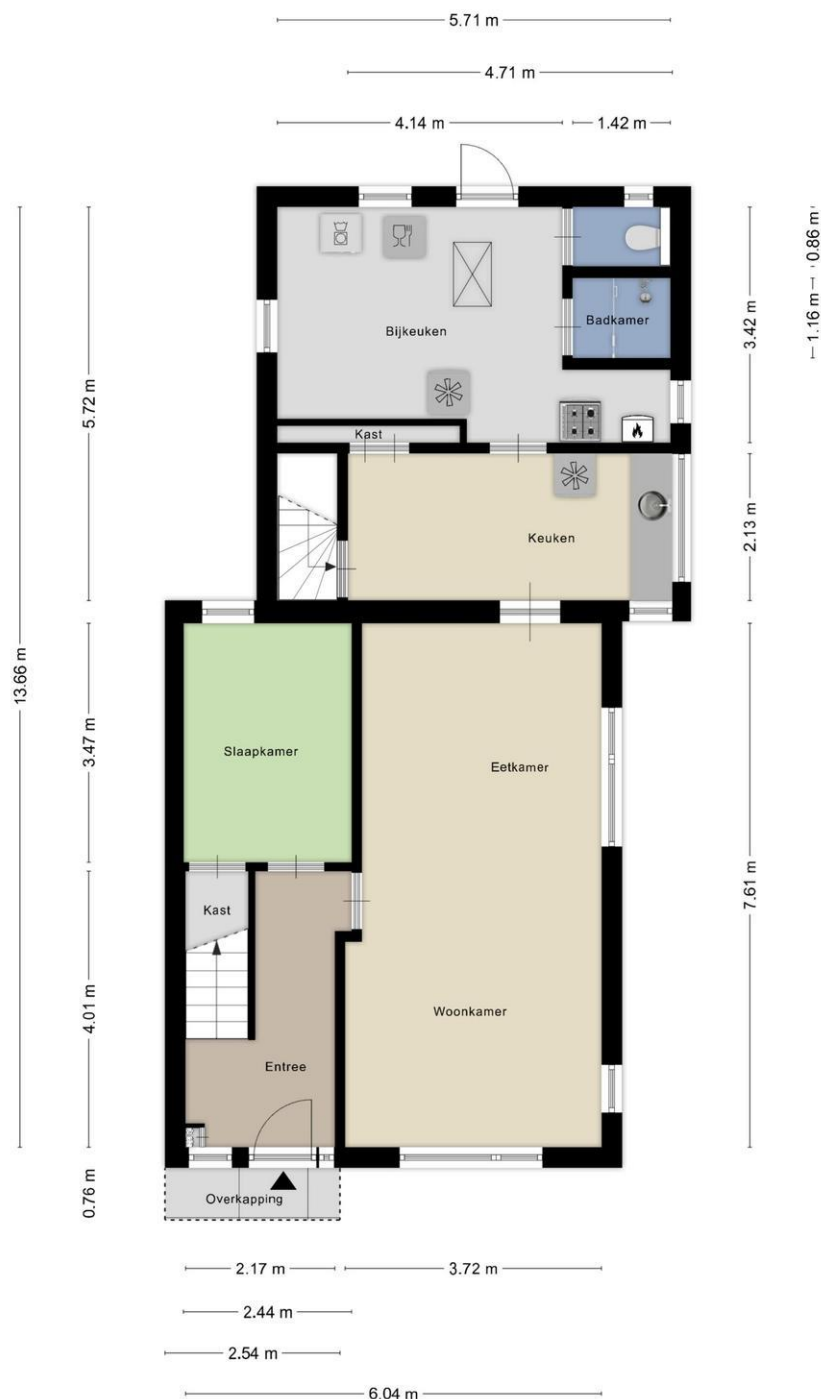 5.71 m
4.71 m
4.14 m
1.42 m
0.86 m
1.16 m
3.42 m
Bijkeuken
Badkamer
5.72 m
Kast
2.13 m
Keuken
13.66 m
3.47 m
Slaapkamer
Eetkamer
7.61 m
Kast
4.01 m
Woonkamer
Entree
0.76 m
Overkapping
2.17 m
3.72 m
2.44 m
2.54 m
6.04 m